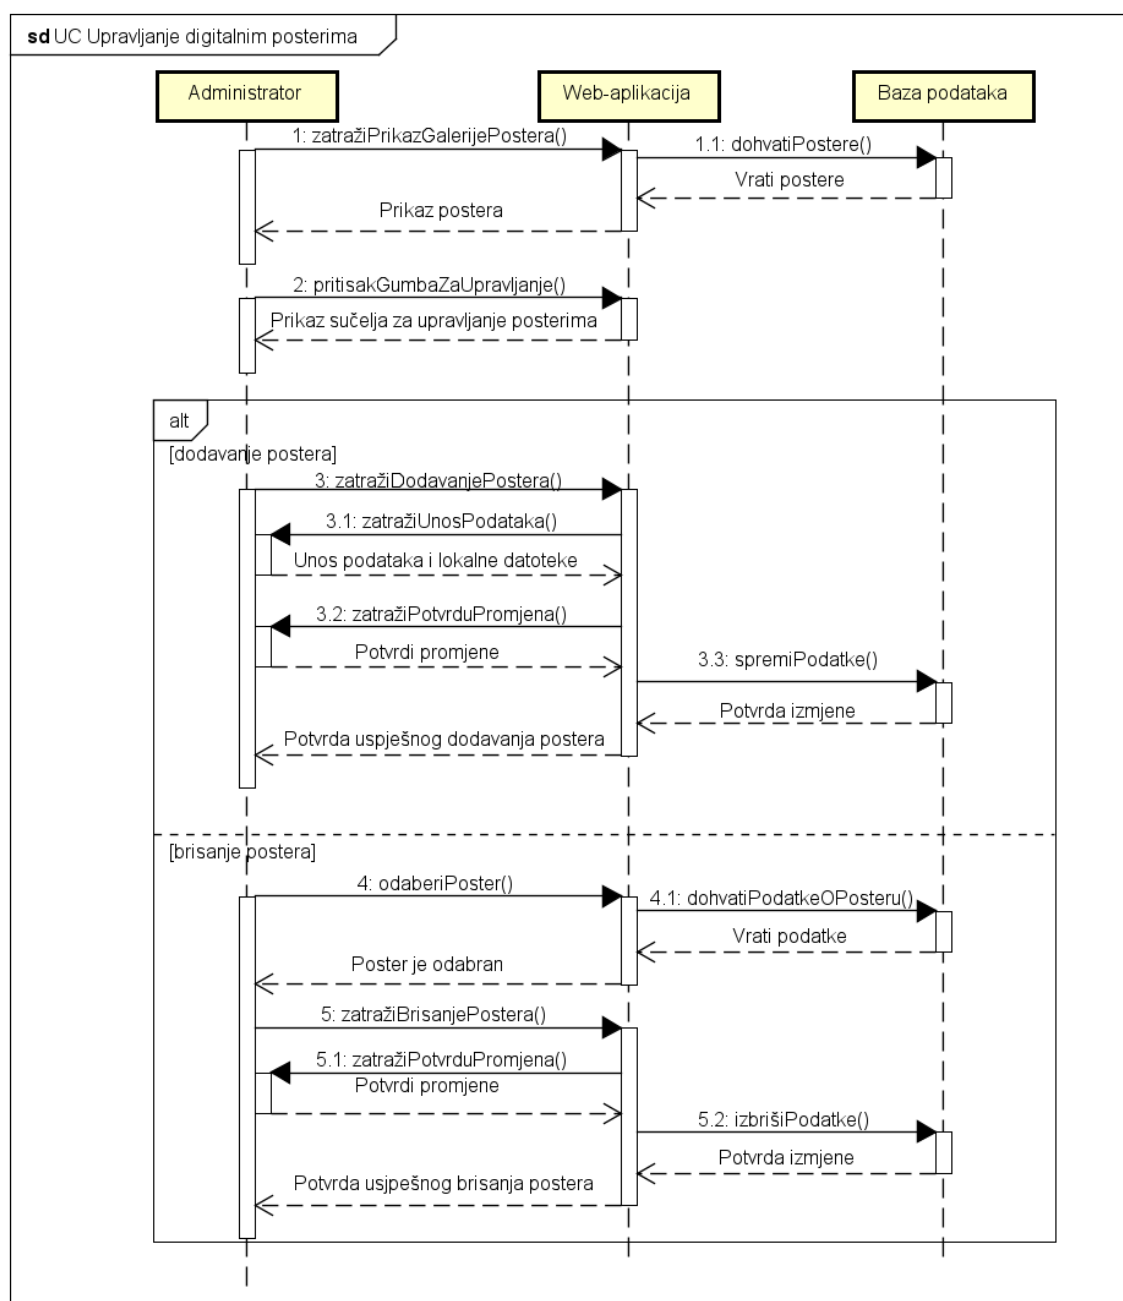 sd UC Upravljanje digitalnim posterima
Administrator
Web-aplikacija
Baza podataka
1: zatražiPrikazGalerijePostera()
1.1: dohvatiPostere()
Vrati postere
Prikaz postera
2: pritisakGumbaZaUpravljanje()
Prikaz sučelja za upravljanje posterima
alt
[dodavanje postera]
3: zatražiDodavanjePostera()
3.1: zatražiUnosPodataka()
Unos podataka i lokalne datoteke
3.2: zatražiPotvrduPromjena()
Potvrdi promjene
3.3: spremiPodatke()
Potvrda izmjene
Potvrda uspješnog dodavanja postera
[brisanje postera]
4: odaberiPoster()
4.1: dohvatiPodatkeOPosteru()
Vrati podatke
Poster je odabran
5: zatražiBrisanjePostera()
5.1: zatražiPotvrduPromjena()
Potvrdi promjene
5.2: izbrišiPodatke()
Potvrda izmjene
Potvrda usjpešnog brisanja postera